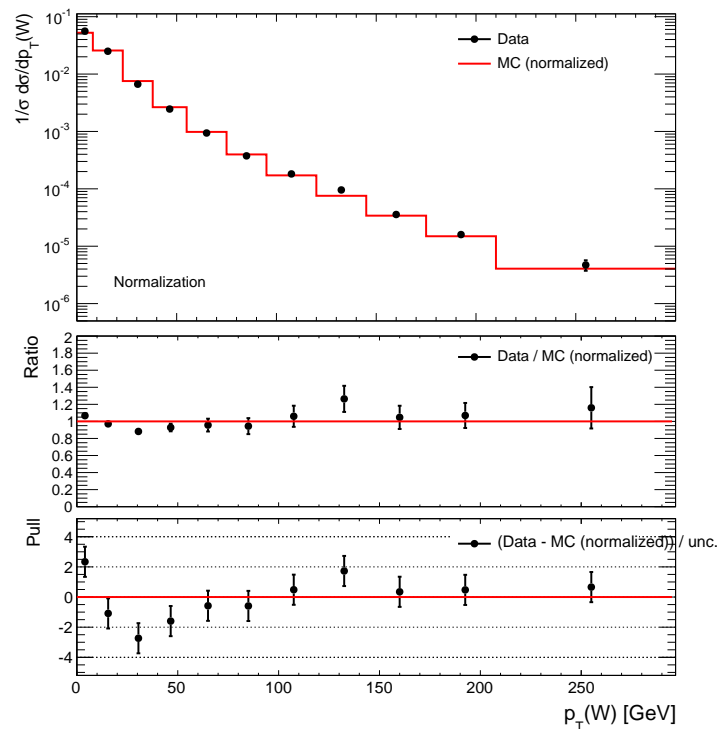 1/σ dσ/dp_T(W)
10^-1
10^-2
10^-3
10^-4
10^-5
10^-6
Data
MC (normalized)
Normalization
Ratio
2
1.8
1.6
1.4
1.2
1
0.8
0.6
0.4
0.2
0
Data / MC (normalized)
Pull
4
2
0
-2
-4
(Data - MC (normalized)) / unc.
0 50 100 150 200 250
p_T(W) [GeV]